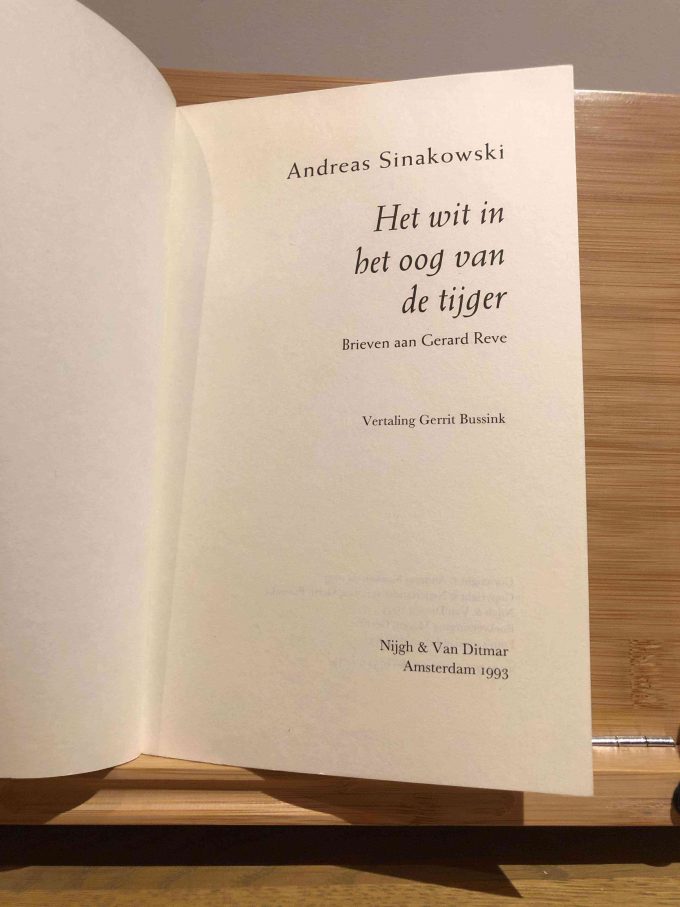 Andreas Sinakowski
Het wit in
het oog van
de tijger
Brieven aan Gerard Reve
Vertaling Gerrit Bussink
Nijgh & Van Ditmar
Amsterdam 1993